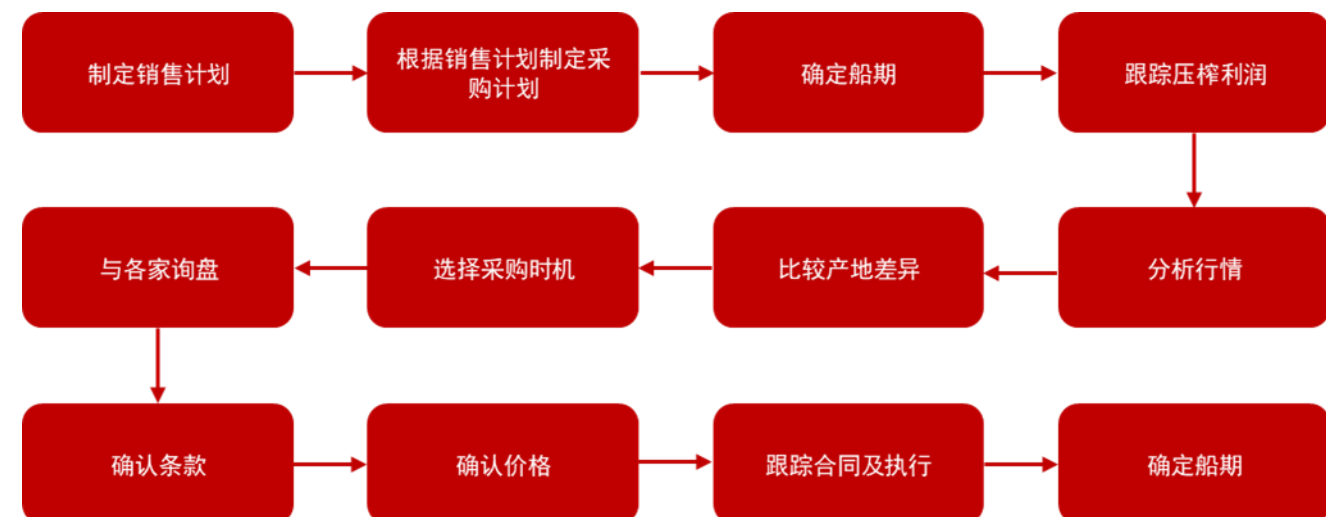 制定销售计划
根据销售计划制定采
购计划
确定船期
跟踪压榨利润
分析行情
比较产地差异
选择采购时机
与各家询盘
确认条款
确认价格
跟踪合同及执行
确定船期